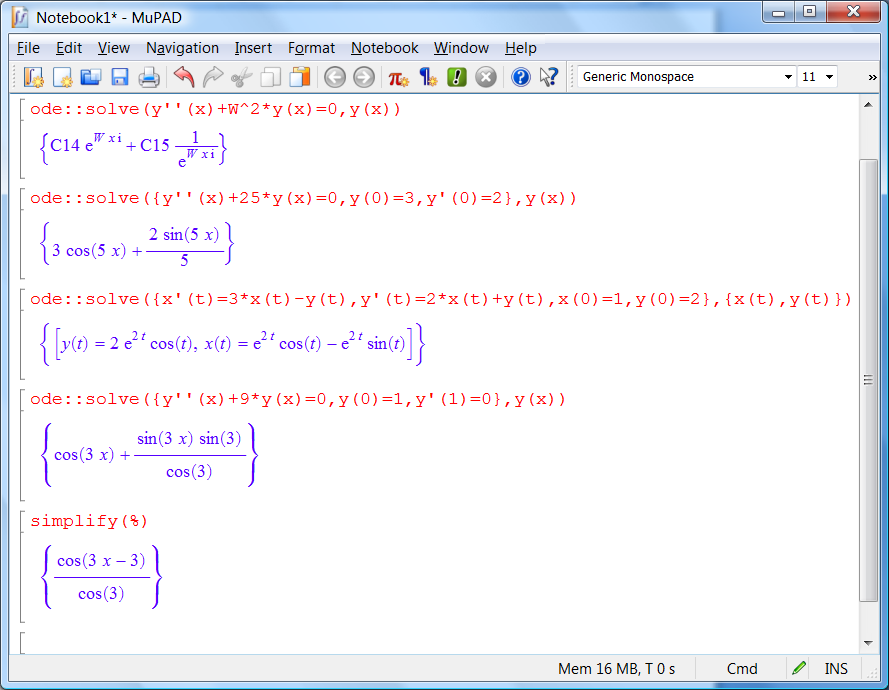 Notebook1* - MuPAD
File Edit View Navigation Insert Format Notebook Window Help
Generic Monospace 11 »
ode::solve(y''(x)+W^2*y(x)=0,y(x))
{C14 e^{W x i} + C15 \frac{1}{e^{W x i}}}
ode::solve({y''(x)+25*y(x)=0,y(0)=3,y'(0)=2},y(x))
{3 cos(5 x) + \frac{2 sin(5 x)}{5}}
ode::solve({x'(t)=3*x(t)-y(t),y'(t)=2*x(t)+y(t),x(0)=1,y(0)=2},{x(t),y(t)})
{[y(t) = 2 e^{2 t} cos(t), x(t) = e^{2 t} cos(t) − e^{2 t} sin(t)]}
ode::solve({y''(x)+9*y(x)=0,y(0)=1,y'(1)=0},y(x))
{cos(3 x) + \frac{sin(3 x) sin(3)}{cos(3)}}
simplify(%)
{\frac{cos(3 x − 3)}{cos(3)}}
Mem 16 MB, T 0 s Cmd INS